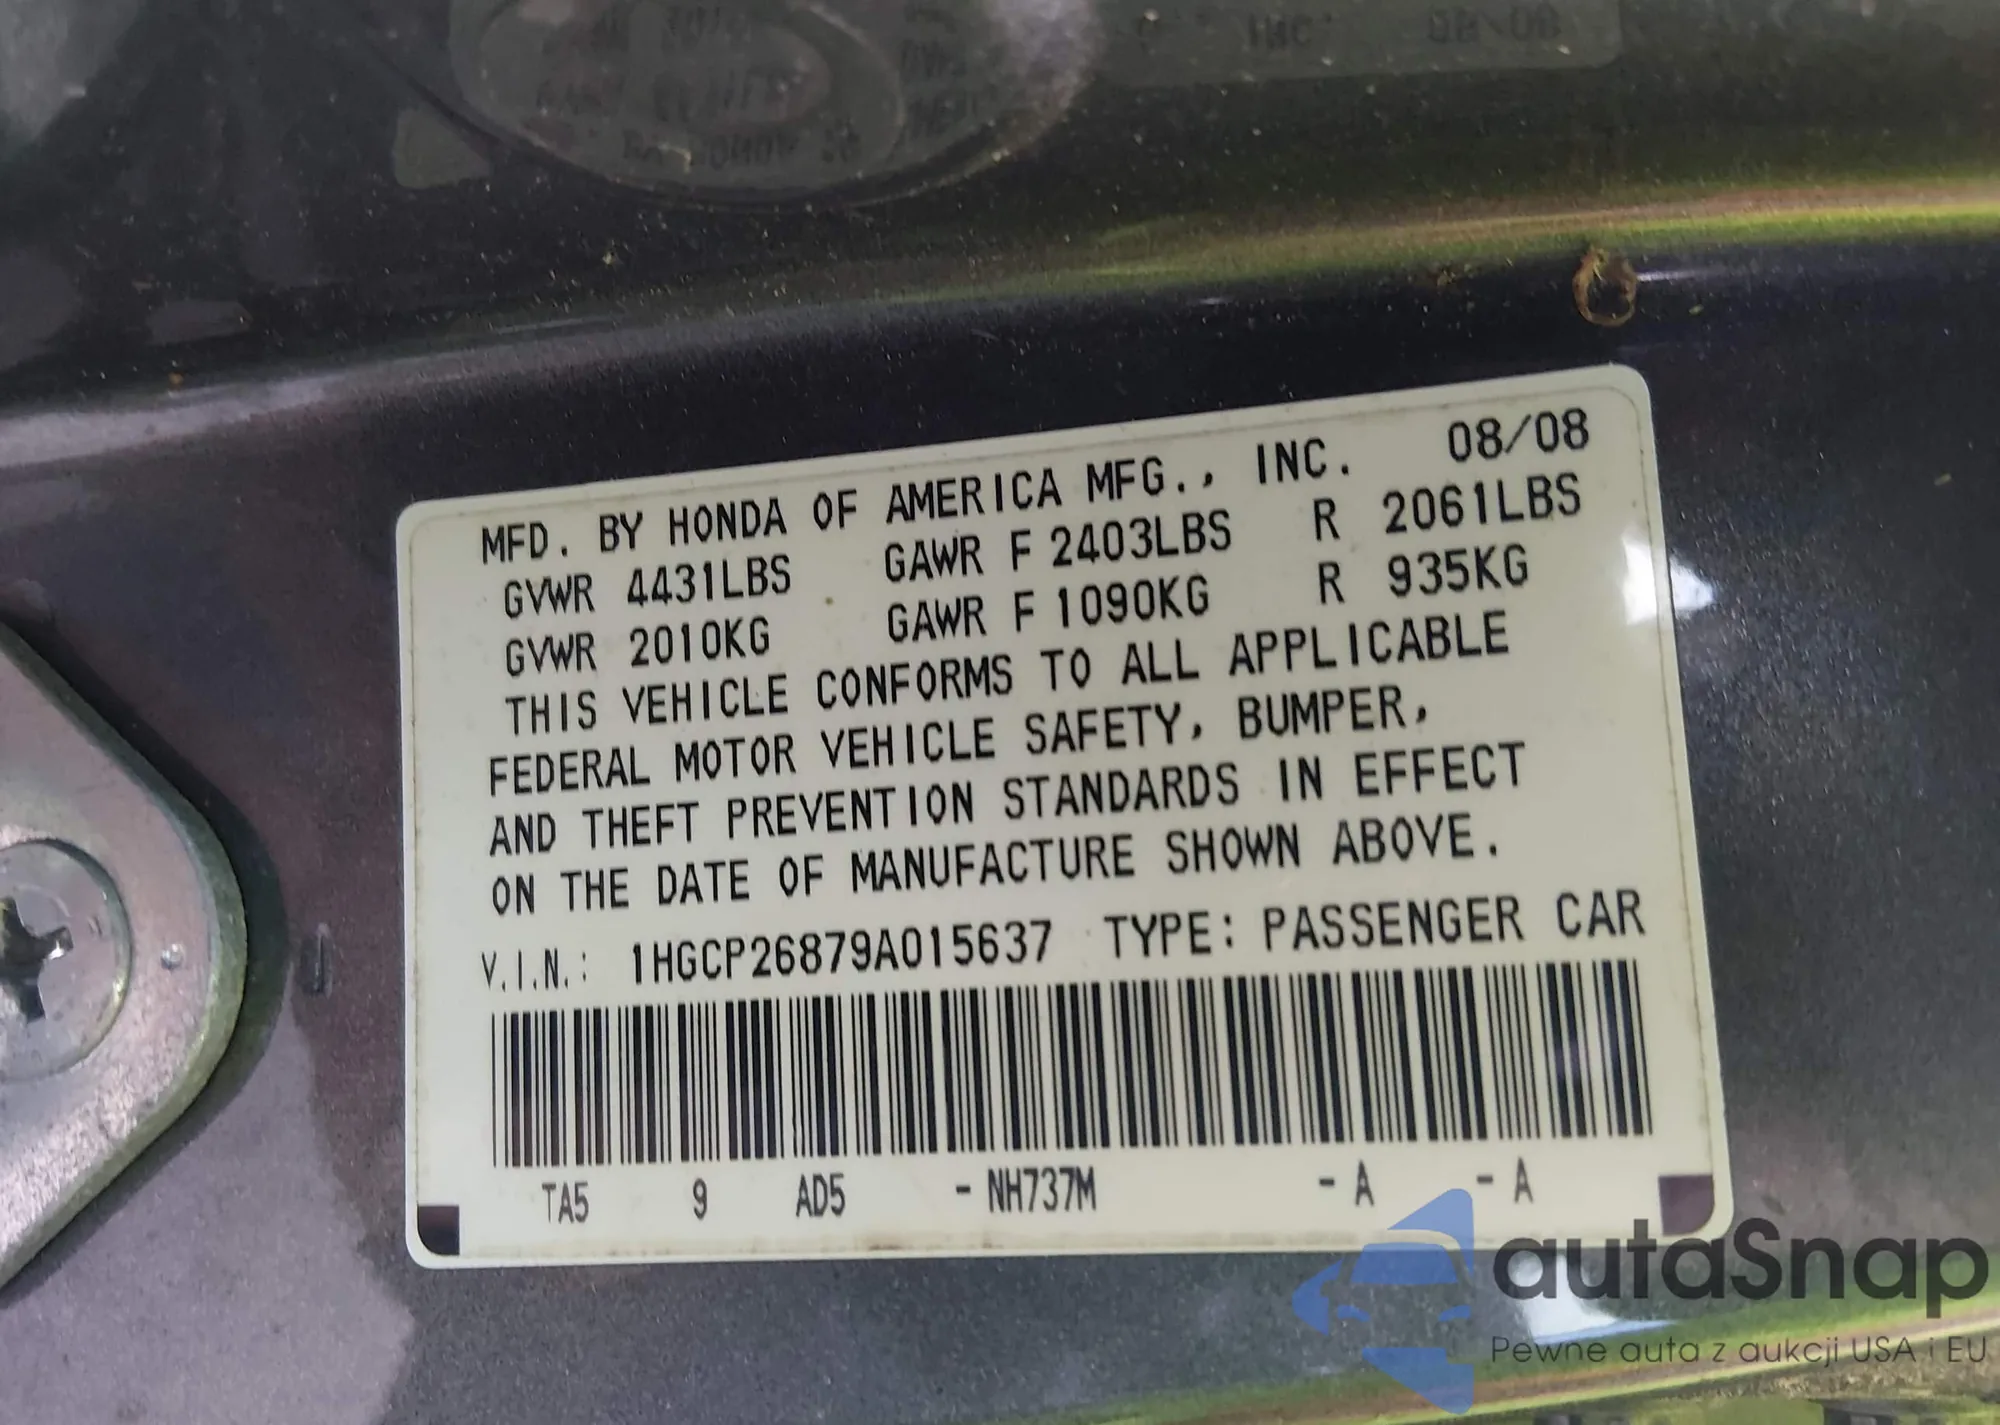 MFD. BY HONDA OF AMERICA MFG., INC. 08/08
GVWR 4431LBS GAWR F 2403LBS R 2061LBS
GVWR 2010KG GAWR F 1090KG R 935KG
THIS VEHICLE CONFORMS TO ALL APPLICABLE
FEDERAL MOTOR VEHICLE SAFETY, BUMPER,
AND THEFT PREVENTION STANDARDS IN EFFECT
ON THE DATE OF MANUFACTURE SHOWN ABOVE.
V.I.N.: 1HGCP26879A015637 TYPE: PASSENGER CAR
TA5 9 AD5 - NH737M - A - A
autaSnap
Pewne auta z aukcji USA i EU